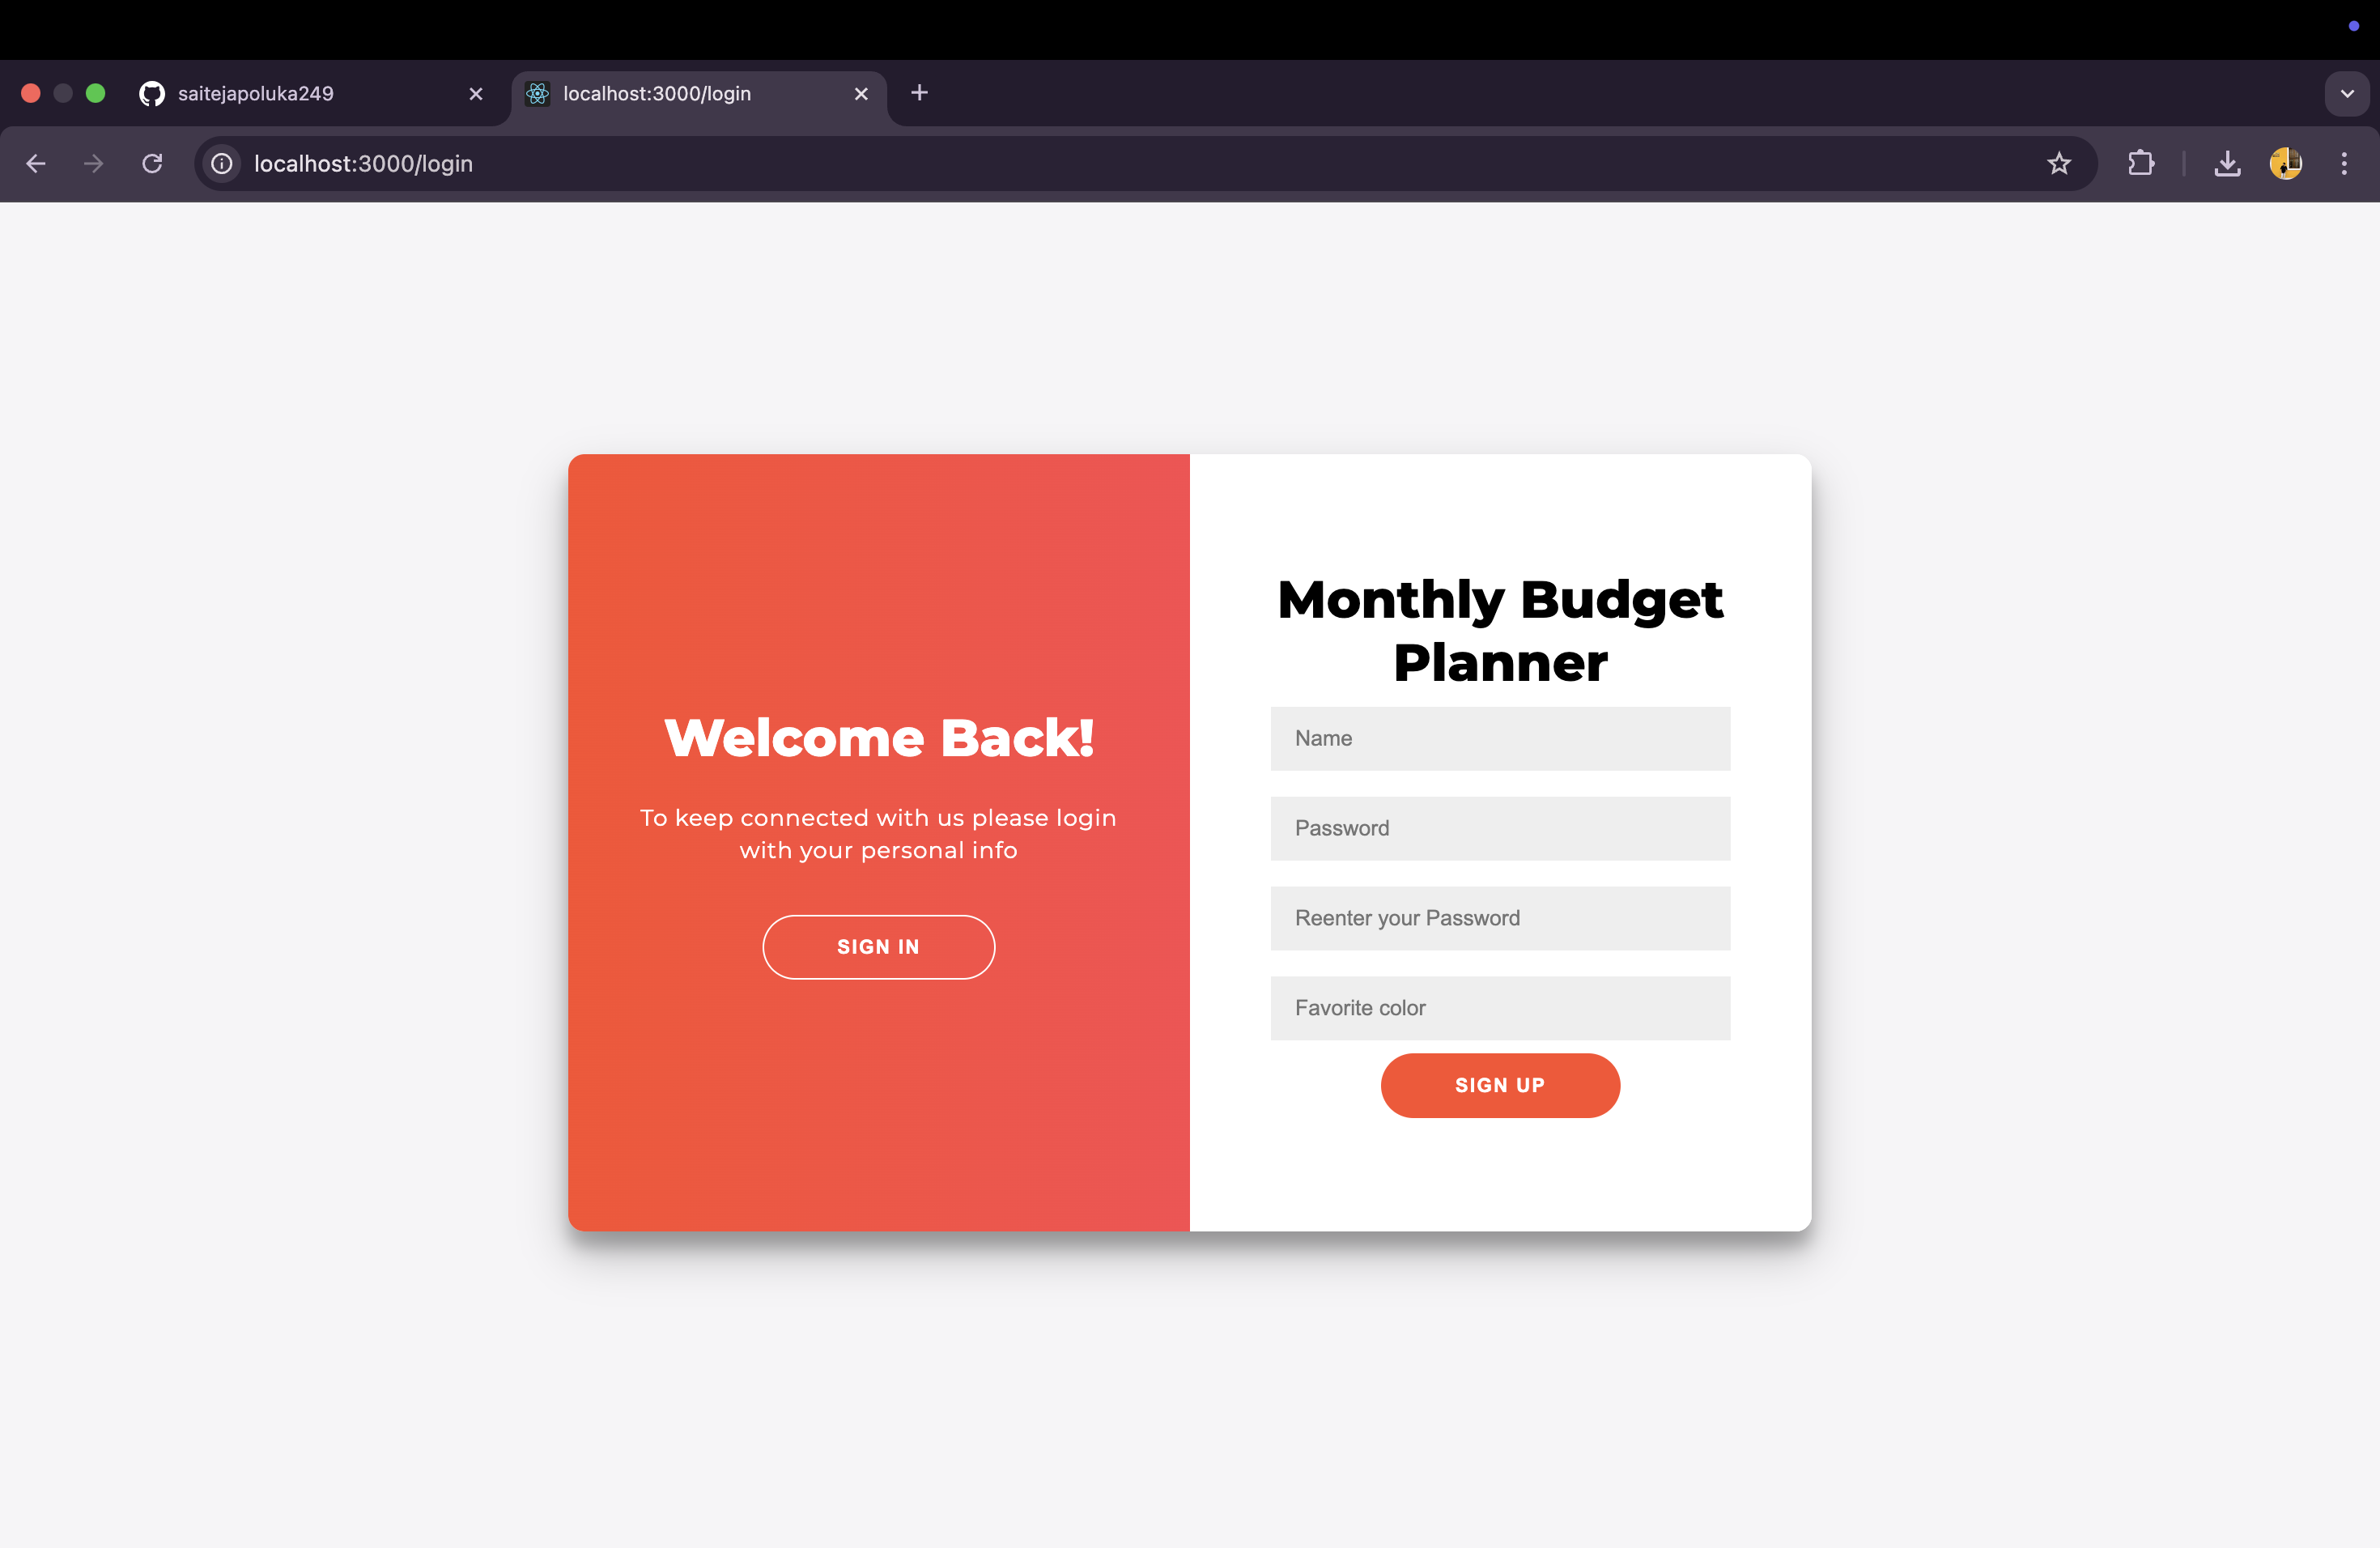 saitejapoluka249
localhost:3000/login
localhost:3000/login
Welcome Back!
To keep connected with us please login
with your personal info
SIGN IN
Monthly Budget
Planner
Name
Password
Reenter your Password
Favorite color
SIGN UP